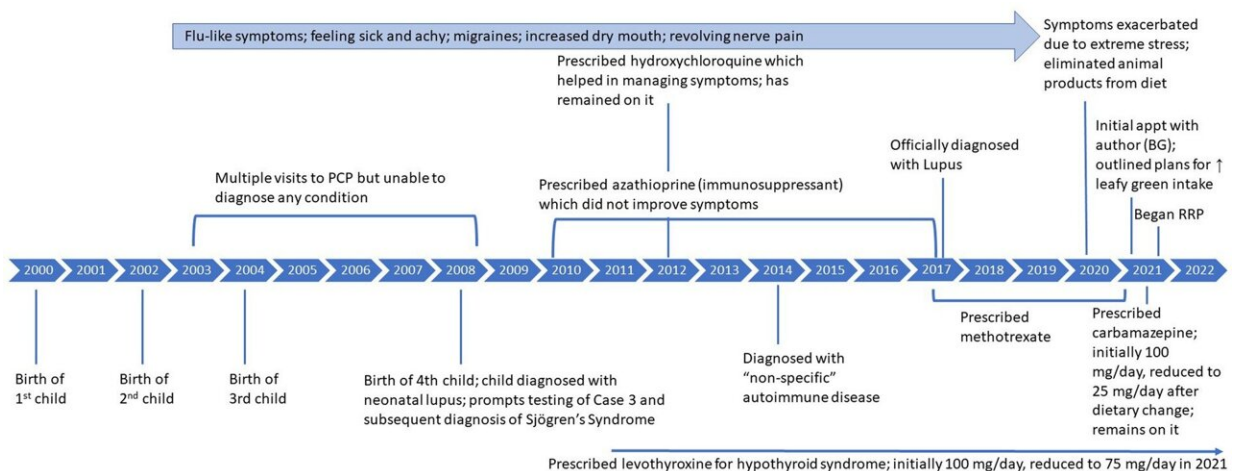 Flu-like symptoms; feeling sick and achy; migraines; increased dry mouth; revolving nerve pain
Symptoms exacerbated
due to extreme stress;
eliminated animal
products from diet
Prescribed hydroxychloroquine which
helped in managing symptoms; has
remained on it
Initial appt with
author (BG);
outlined plans for ↑
leafy green intake
Officially diagnosed
with Lupus
Multiple visits to PCP but unable to
diagnose any condition
Prescribed azathioprine (immunosuppressant)
which did not improve symptoms
Began RRP
2000 2001 2002 2003 2004 2005 2006 2007 2008 2009 2010 2011 2012 2013 2014 2015 2016 2017 2018 2019 2020 2021 2022
Birth of
1st child
Birth of
2nd child
Birth of
3rd child
Birth of 4th child; child diagnosed with
neonatal lupus; prompts testing of Case 3 and
subsequent diagnosis of Sjögren's Syndrome
Diagnosed with
“non-specific”
autoimmune disease
Prescribed
methotrexate
Prescribed
carbamazepine;
initially 100
mg/day, reduced to
25 mg/day after
dietary change;
remains on it
Prescribed levothyroxine for hypothyroid syndrome; initially 100 mg/day, reduced to 75 mg/day in 2021